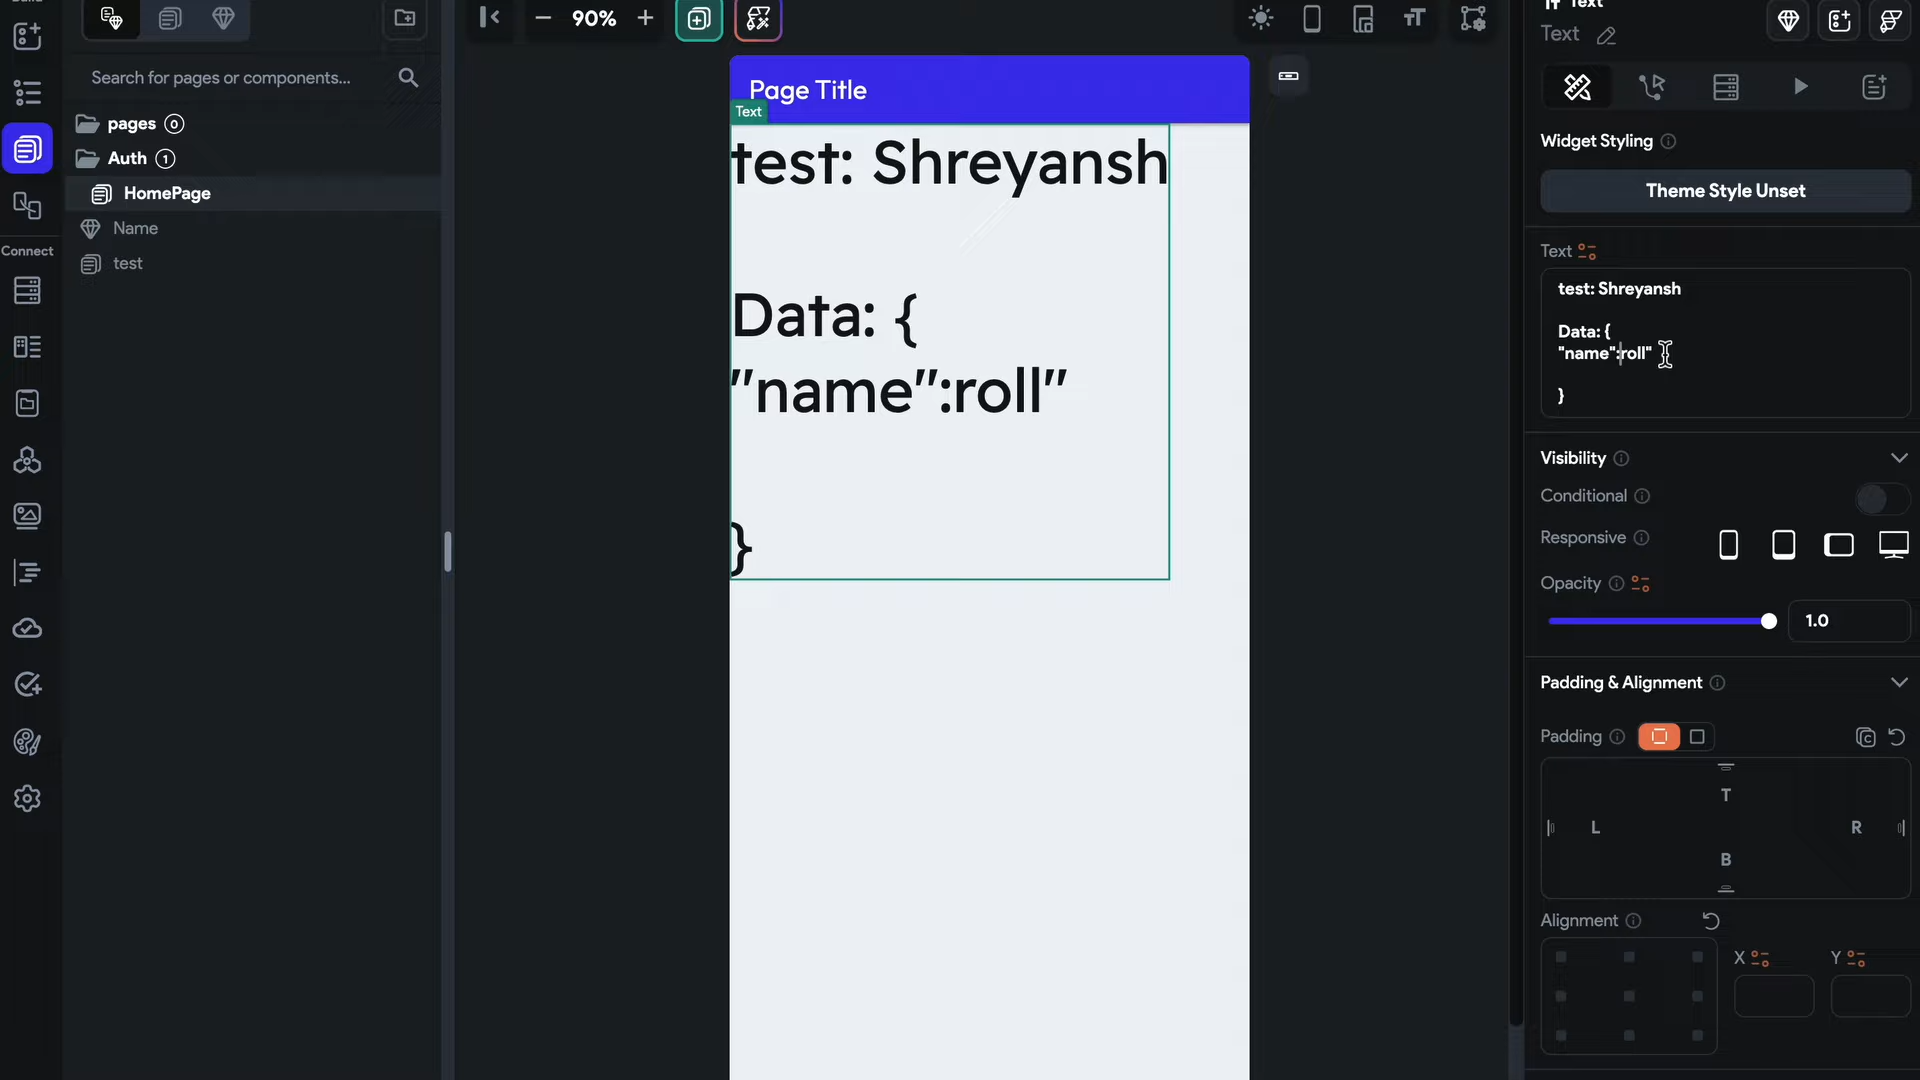 90%
Text
Text
Search for pages or components...
pages 0
Auth 1
HomePage
Name
test
Connect
Page Title
Text
test: Shreyansh
Data: {
"name":roll"
}
Widget Styling
Theme Style Unset
Text
test: Shreyansh
Data: {
"name":roll"
}
Visibility
Conditional
Responsive
Opacity
1.0
Padding & Alignment
Padding
T
L
R
B
Alignment
X
Y